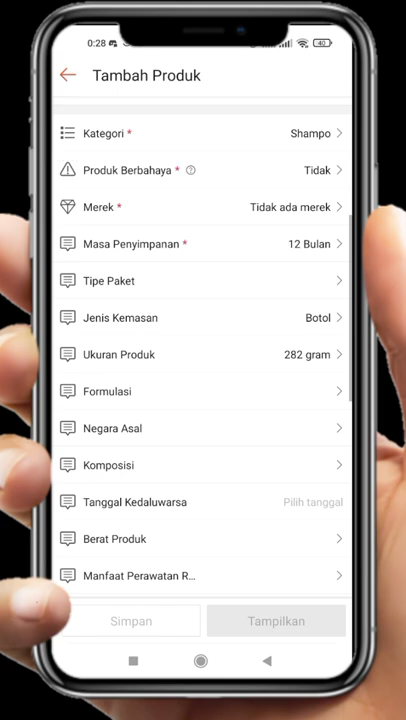 0:28
40
Tambah Produk
Kategori * Shampo
Produk Berbahaya * ? Tidak
Merek * Tidak ada merek
Masa Penyimpanan * 12 Bulan
Tipe Paket
Jenis Kemasan Botol
Ukuran Produk 282 gram
Formulasi
Negara Asal
Komposisi
Tanggal Kedaluwarsa Pilih tanggal
Berat Produk
Manfaat Perawatan R...
Simpan Tampilkan